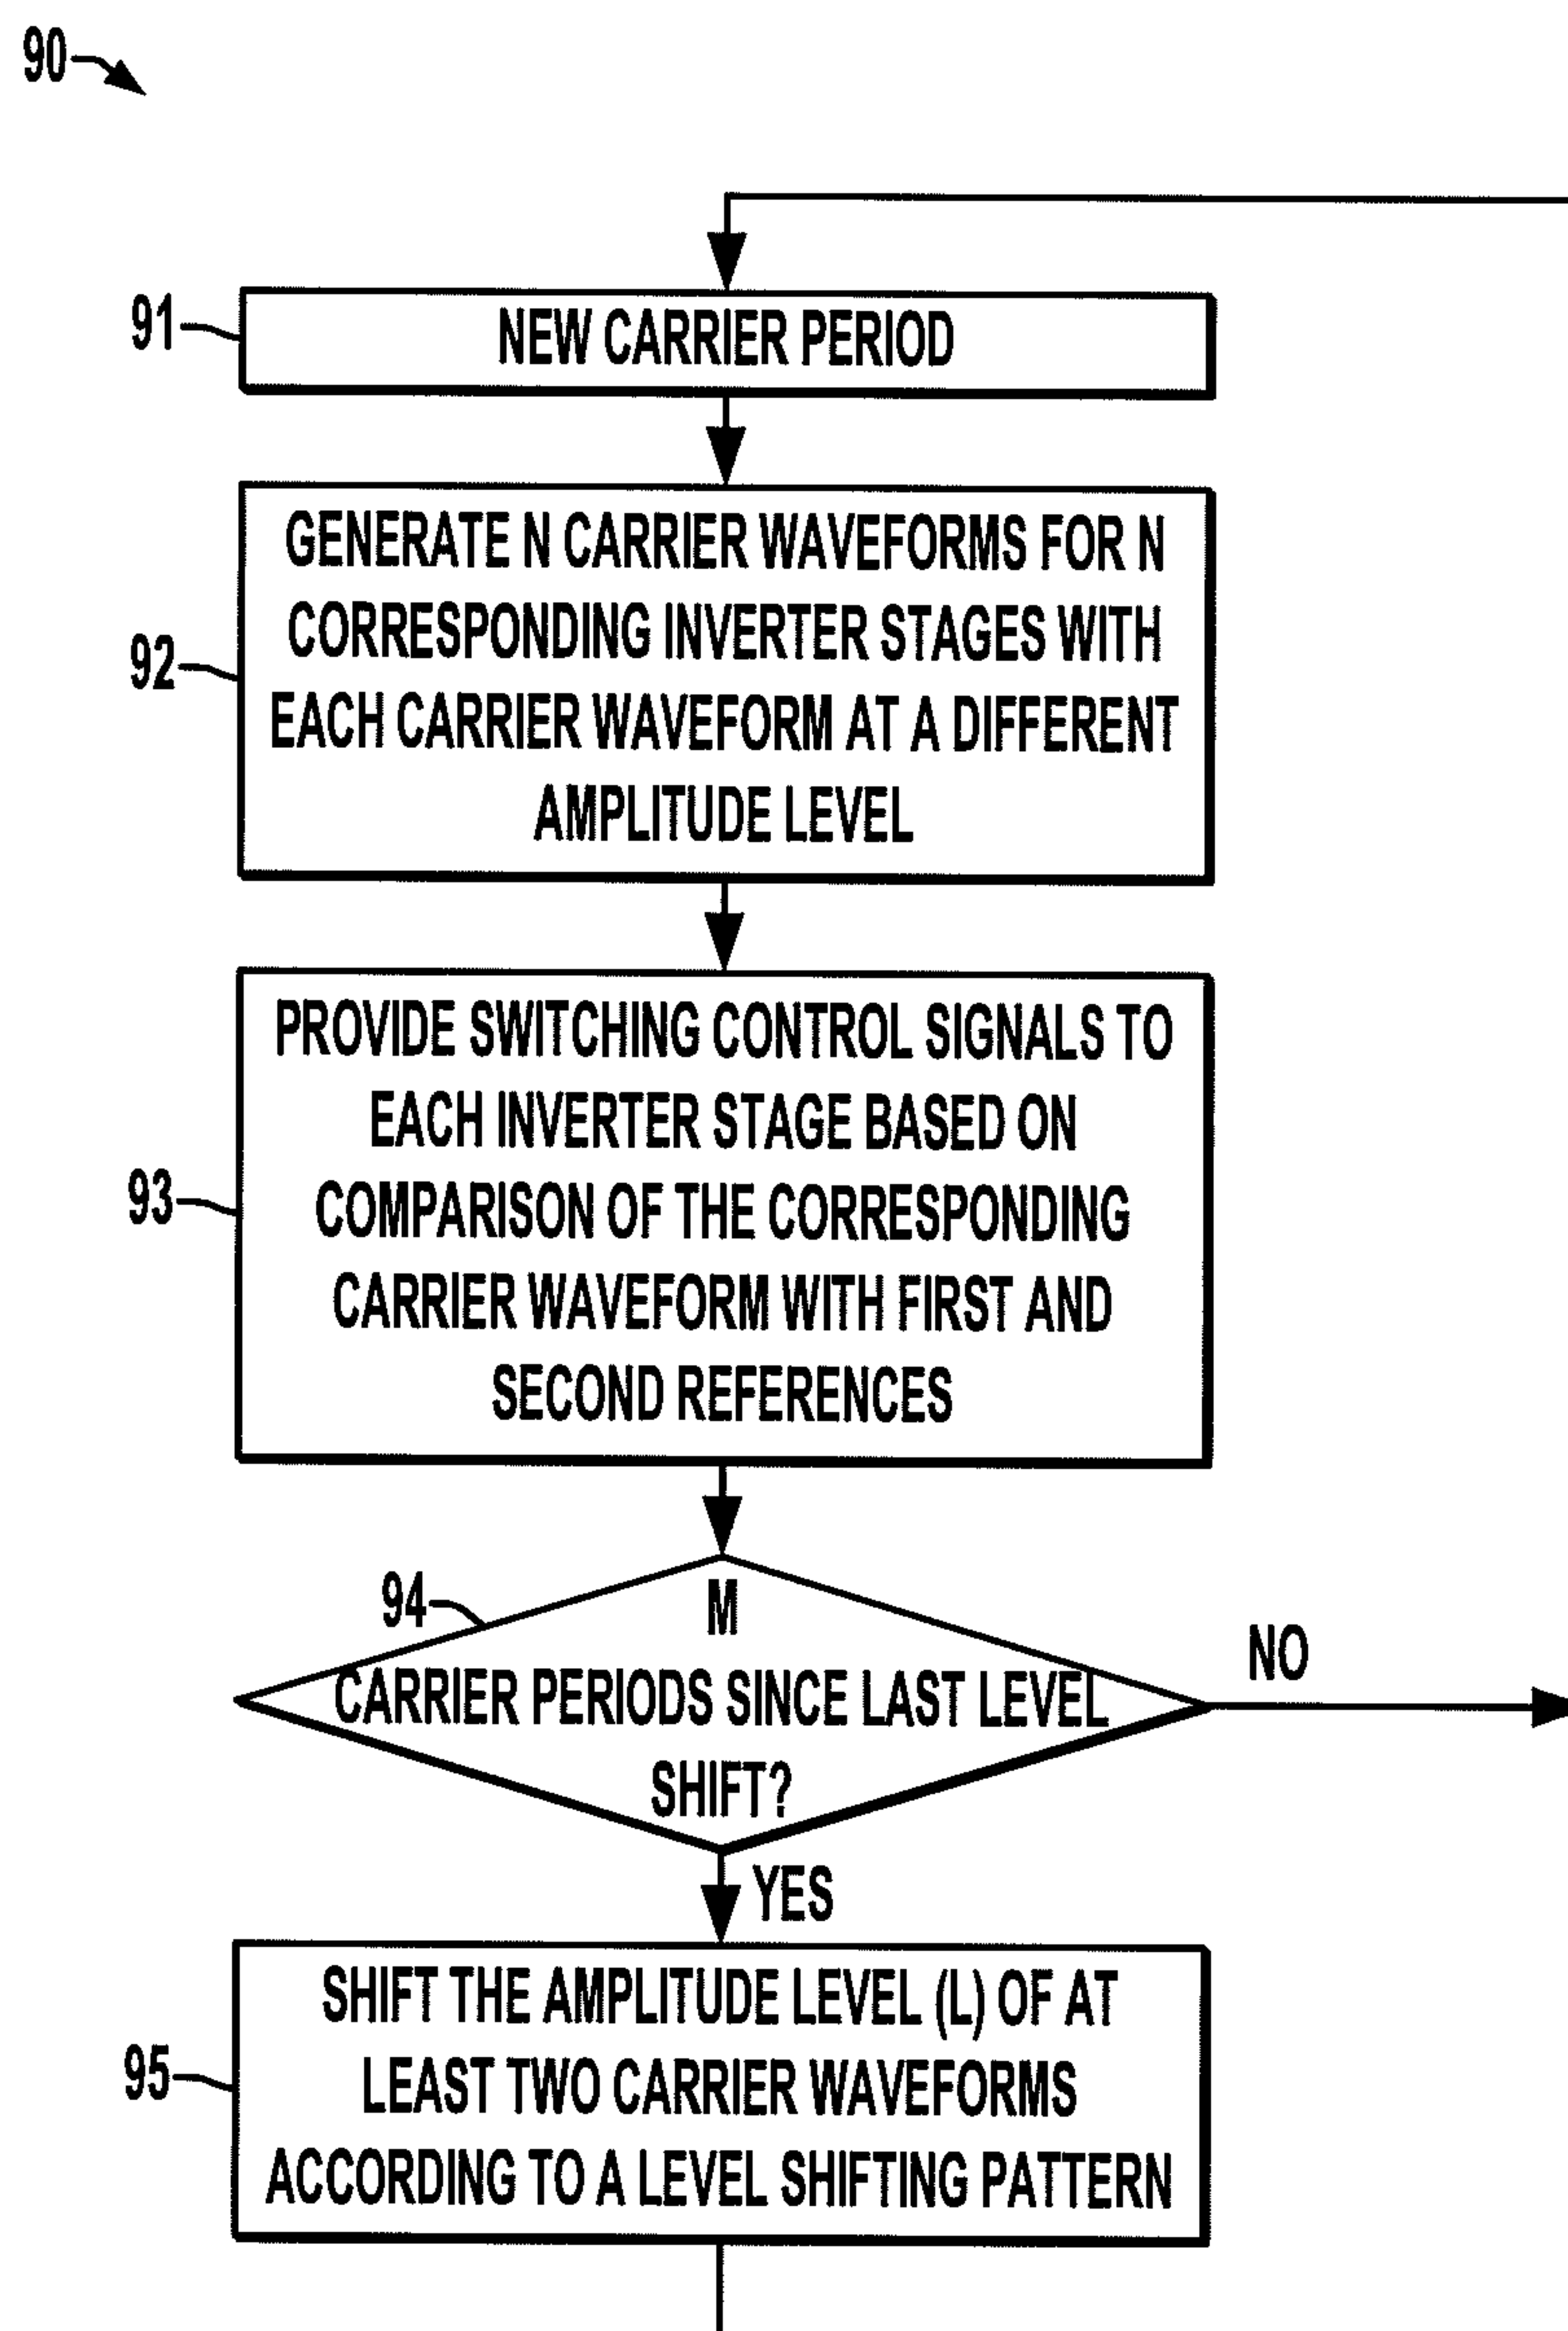 90
91
NEW CARRIER PERIOD
92
GENERATE N CARRIER WAVEFORMS FOR N
CORRESPONDING INVERTER STAGES WITH
EACH CARRIER WAVEFORM AT A DIFFERENT
AMPLITUDE LEVEL
93
PROVIDE SWITCHING CONTROL SIGNALS TO
EACH INVERTER STAGE BASED ON
COMPARISON OF THE CORRESPONDING
CARRIER WAVEFORM WITH FIRST AND
SECOND REFERENCES
94
M
CARRIER PERIODS SINCE LAST LEVEL
SHIFT?
NO
YES
95
SHIFT THE AMPLITUDE LEVEL (L) OF AT
LEAST TWO CARRIER WAVEFORMS
ACCORDING TO A LEVEL SHIFTING PATTERN